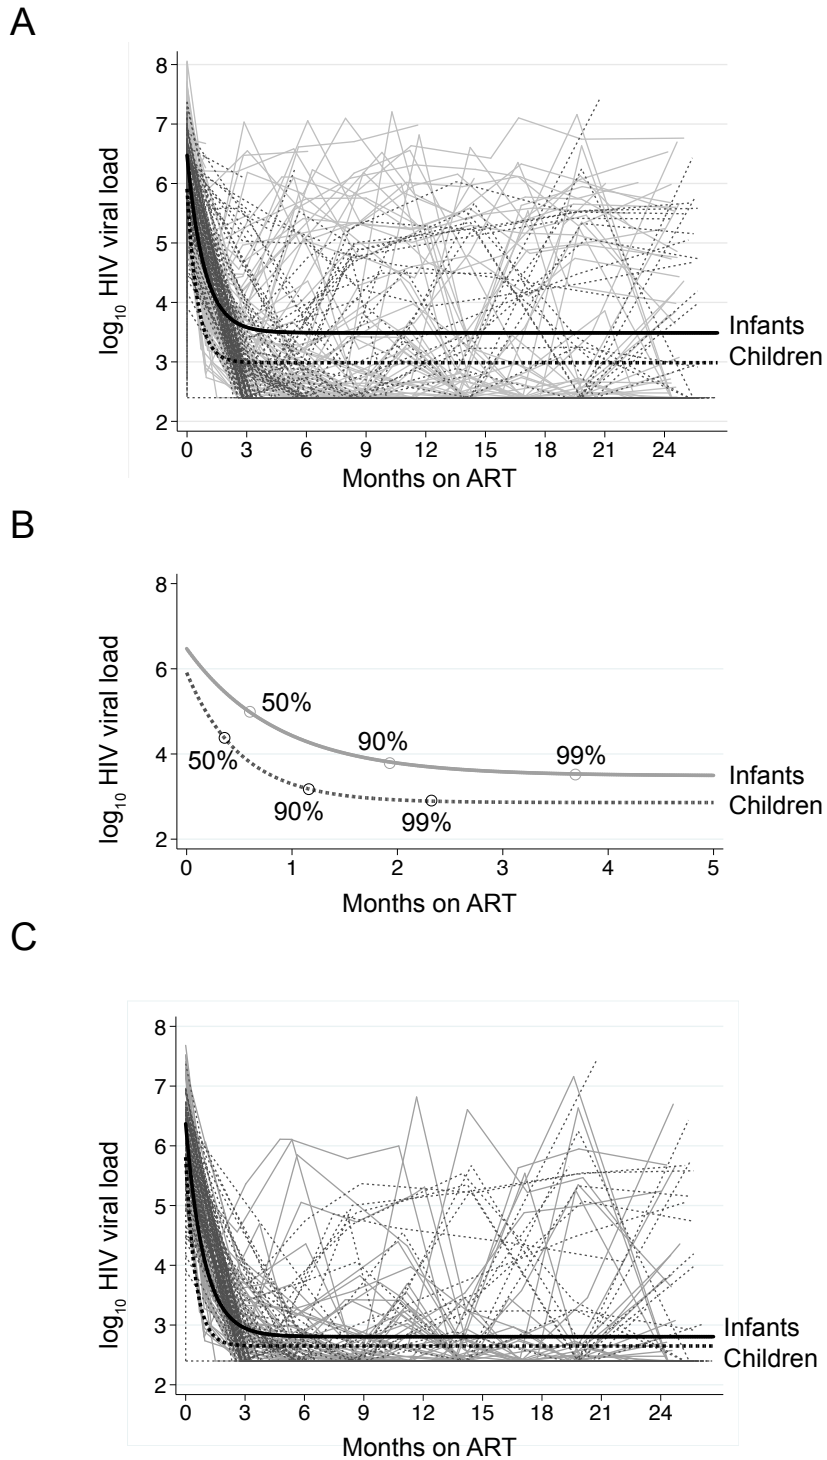 A
8
7
6
5
4
3
2
log10 HIV viral load
0 3 6 9 12 15 18 21 24
Months on ART
Infants
Children
B
8
6
4
2
log10 HIV viral load
50%
90%
99%
50%
90%
99%
0 1 2 3 4 5
Months on ART
Infants
Children
C
8
7
6
5
4
3
2
log10 HIV viral load
0 3 6 9 12 15 18 21 24
Months on ART
Infants
Children